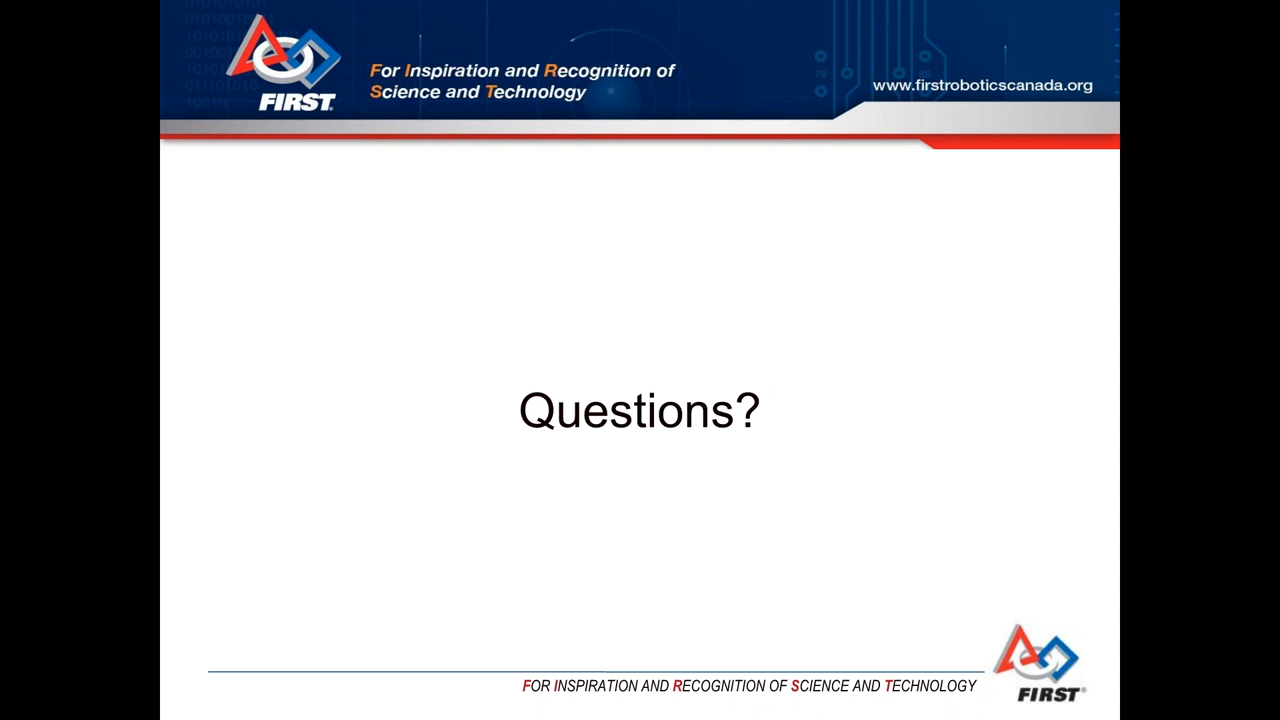 FIRST
For Inspiration and Recognition of
Science and Technology
www.firstroboticscanada.org
Questions?
FOR INSPIRATION AND RECOGNITION OF SCIENCE AND TECHNOLOGY
FIRST